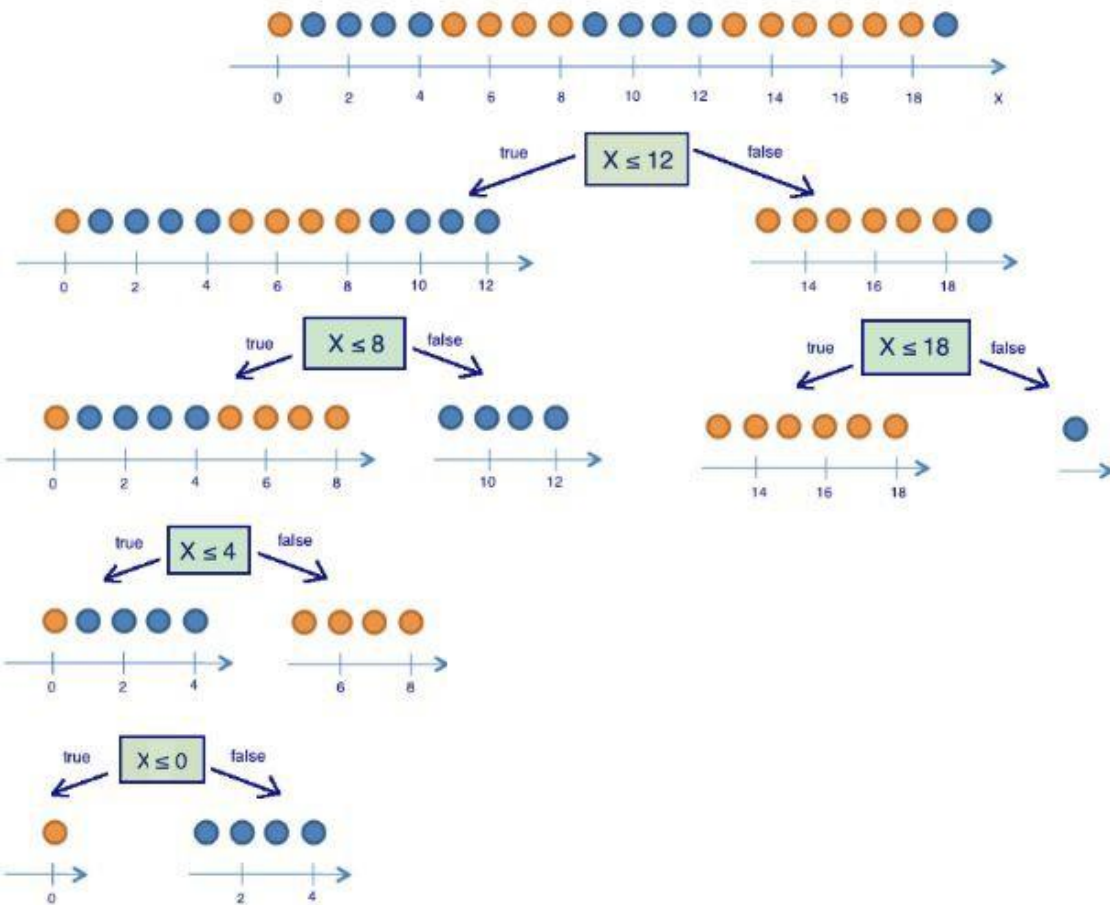 0 2 4 6 8 10 12 14 16 18 X
true X ≤ 12 false
0 2 4 6 8 10 12
14 16 18
true X ≤ 8 false
true X ≤ 18 false
0 2 4 6 8
10 12
14 16 18
true X ≤ 4 false
0 2 4
6 8
true X ≤ 0 false
0
2 4